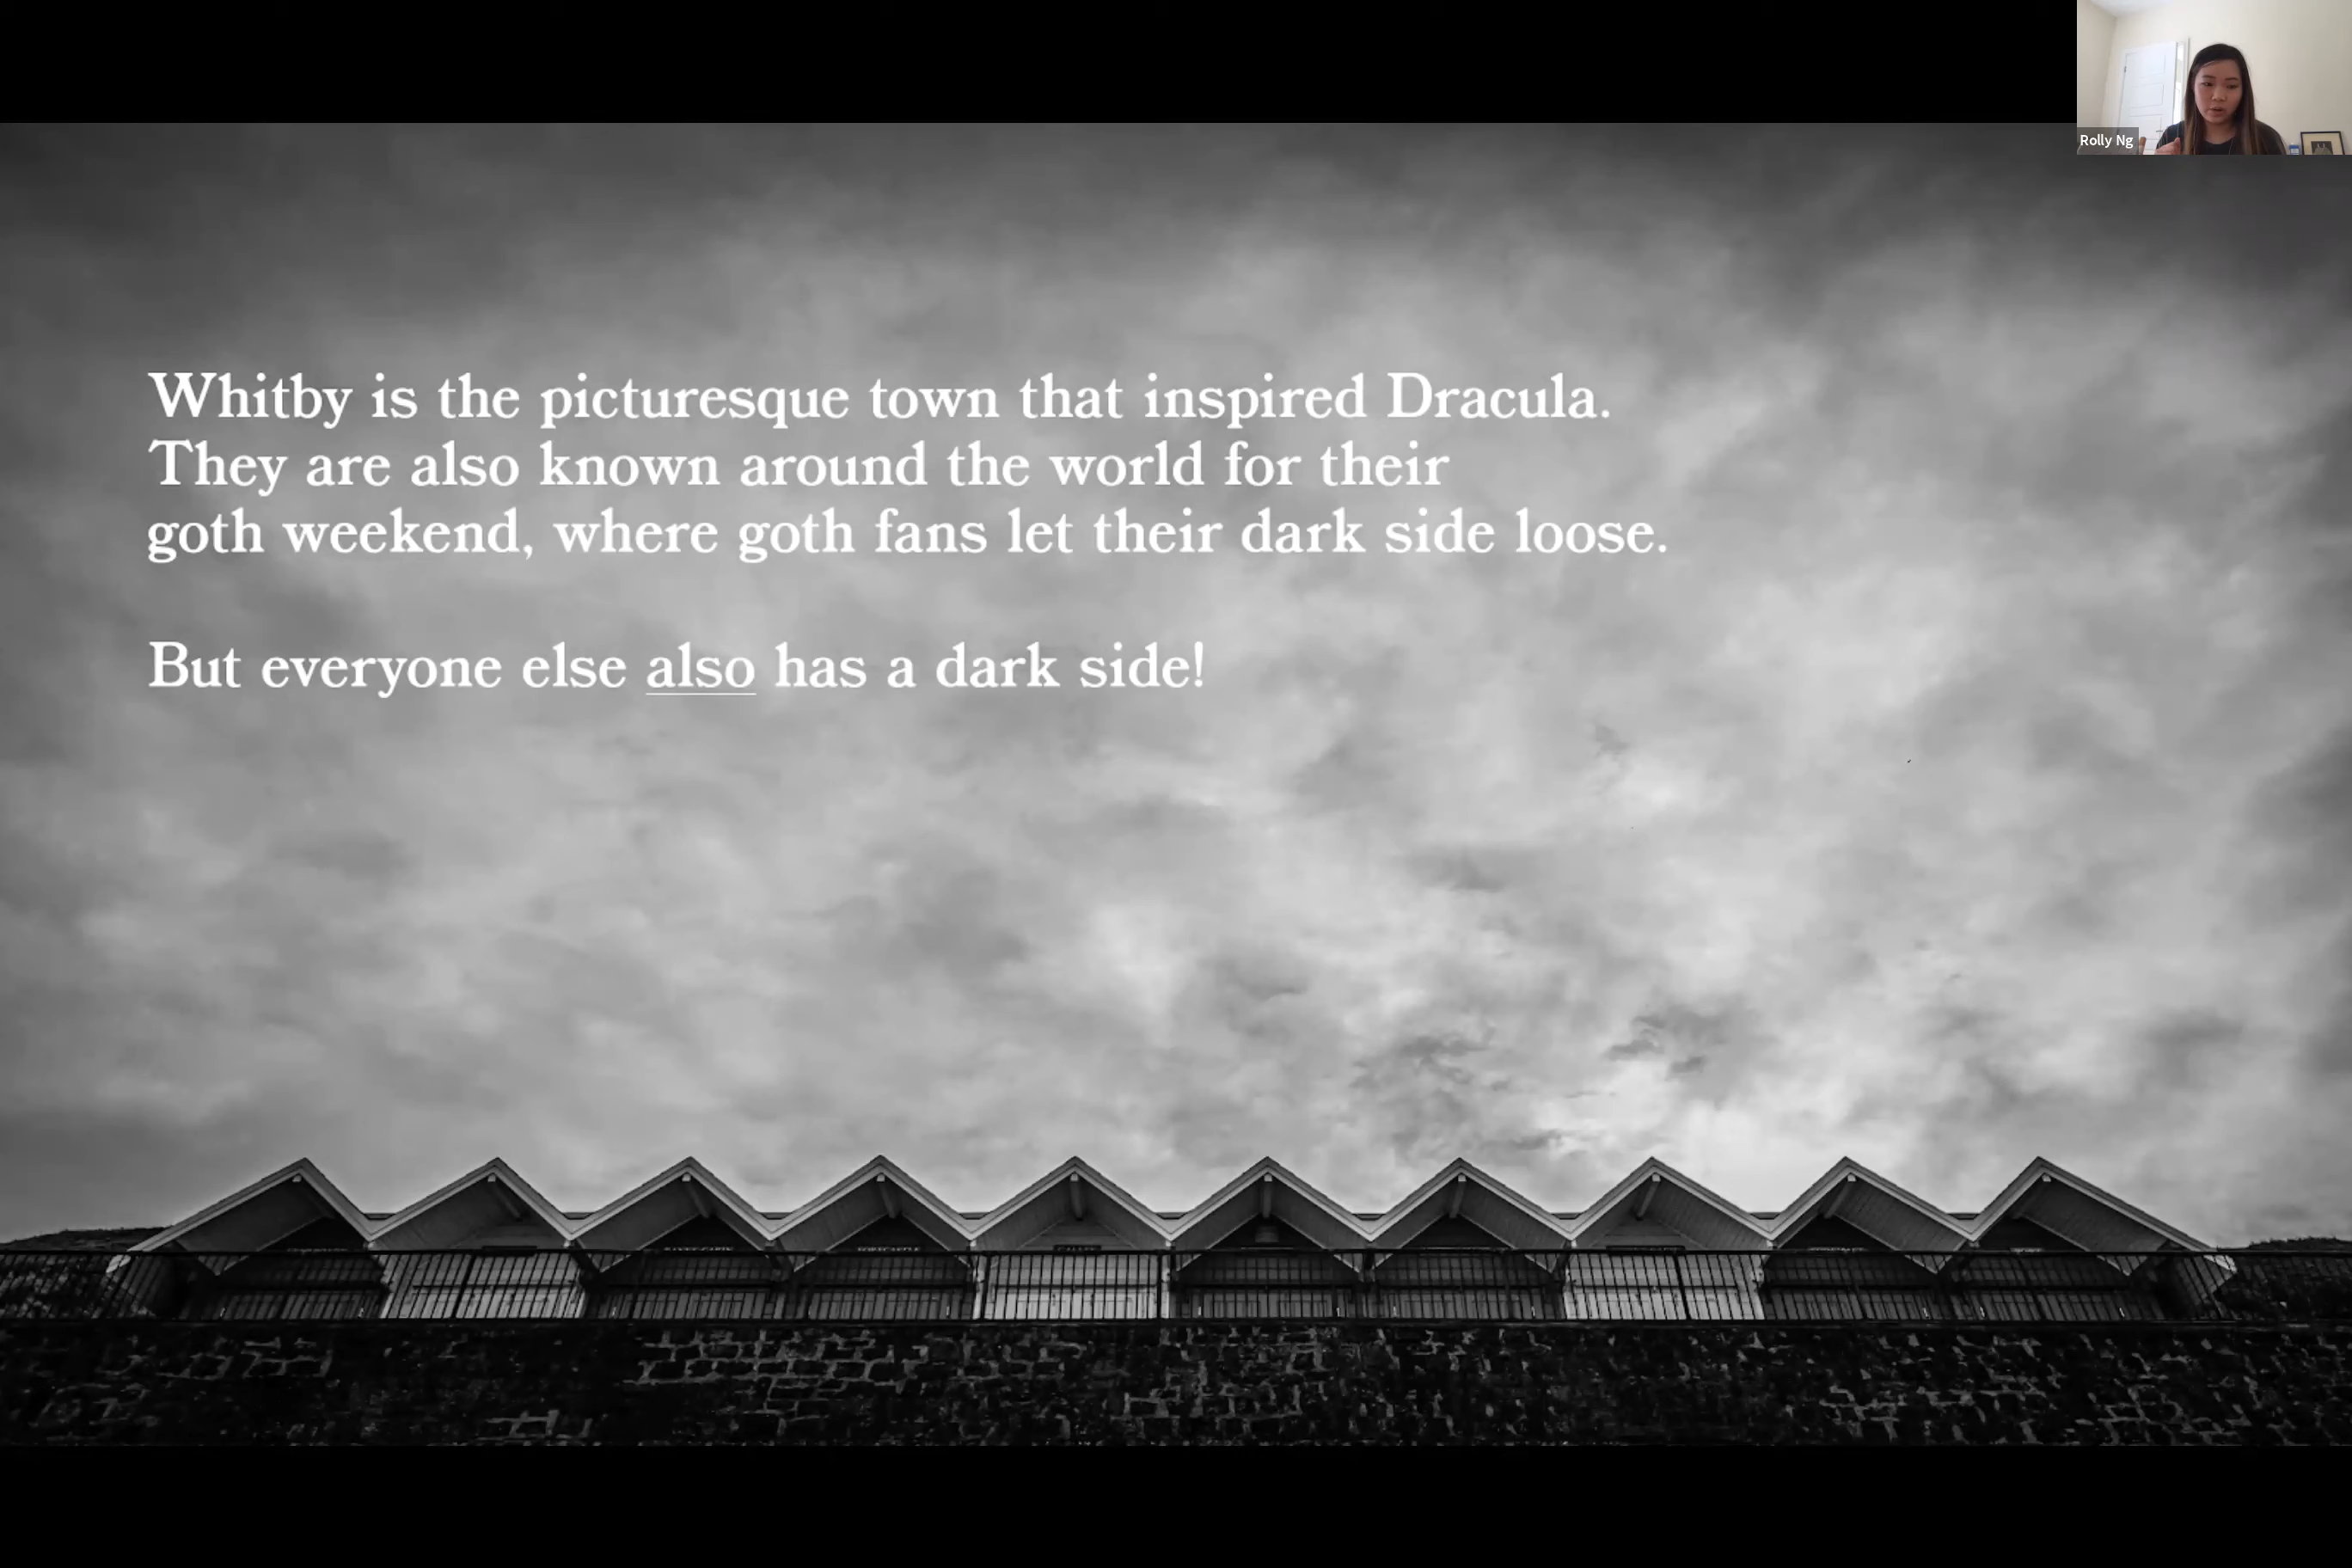 Rolly Ng
Whitby is the picturesque town that inspired Dracula.
They are also known around the world for their
goth weekend, where goth fans let their dark side loose.
But everyone else also has a dark side!